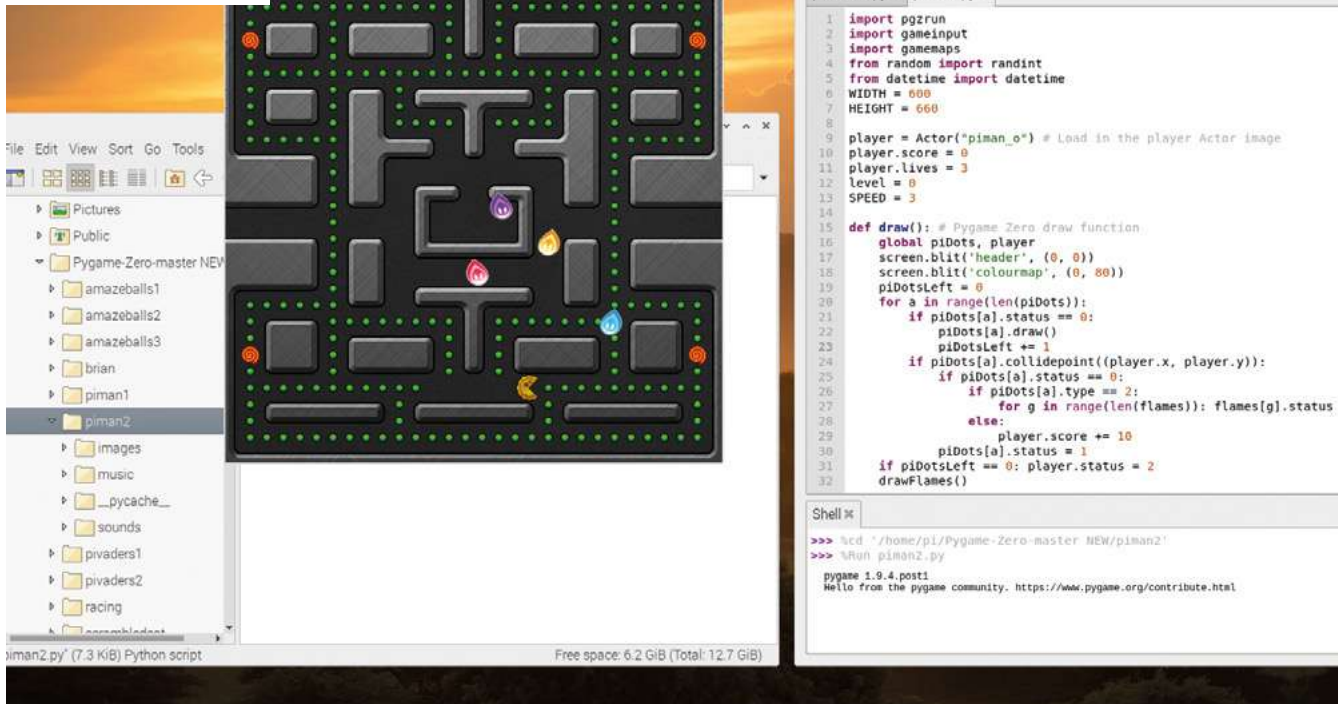 File Edit View Sort Go Tools
Pictures
Public
Pygame-Zero-master NEW
amazeballs1
amazeballs2
amazeballs3
brian
piman1
piman2
images
music
__pycache__
sounds
pivaders1
pivaders2
racing
piman2.py" (7.3 KiB) Python script
Free space: 6.2 GiB (Total: 12.7 GiB)
1 import pgzrun
2 import gameinput
3 import gamemaps
4 from random import randint
5 from datetime import datetime
6 WIDTH = 600
7 HEIGHT = 660
8
9 player = Actor("piman_o") # Load in the player Actor image
10 player.score = 0
11 player.lives = 3
12 level = 0
13 SPEED = 3
14
15 def draw(): # Pygame Zero draw function
16 global piDots, player
17 screen.blit('header', (0, 0))
18 screen.blit('colourmap', (0, 80))
19 piDotsLeft = 0
20 for a in range(len(piDots)):
21 if piDots[a].status == 0:
22 piDots[a].draw()
23 piDotsLeft += 1
24 if piDots[a].collidepoint((player.x, player.y)):
25 if piDots[a].status == 0:
26 if piDots[a].type == 2:
27 for g in range(len(flames)): flames[g].status
28 else:
29 player.score += 10
30 piDots[a].status = 1
31 if piDotsLeft == 0: player.status = 2
32 drawFlames()
Shell
>>> %cd '/home/pi/Pygame-Zero-master NEW/piman2'
>>> %Run piman2.py
pygame 1.9.4.post1
Hello from the pygame community. https://www.pygame.org/contribute.html